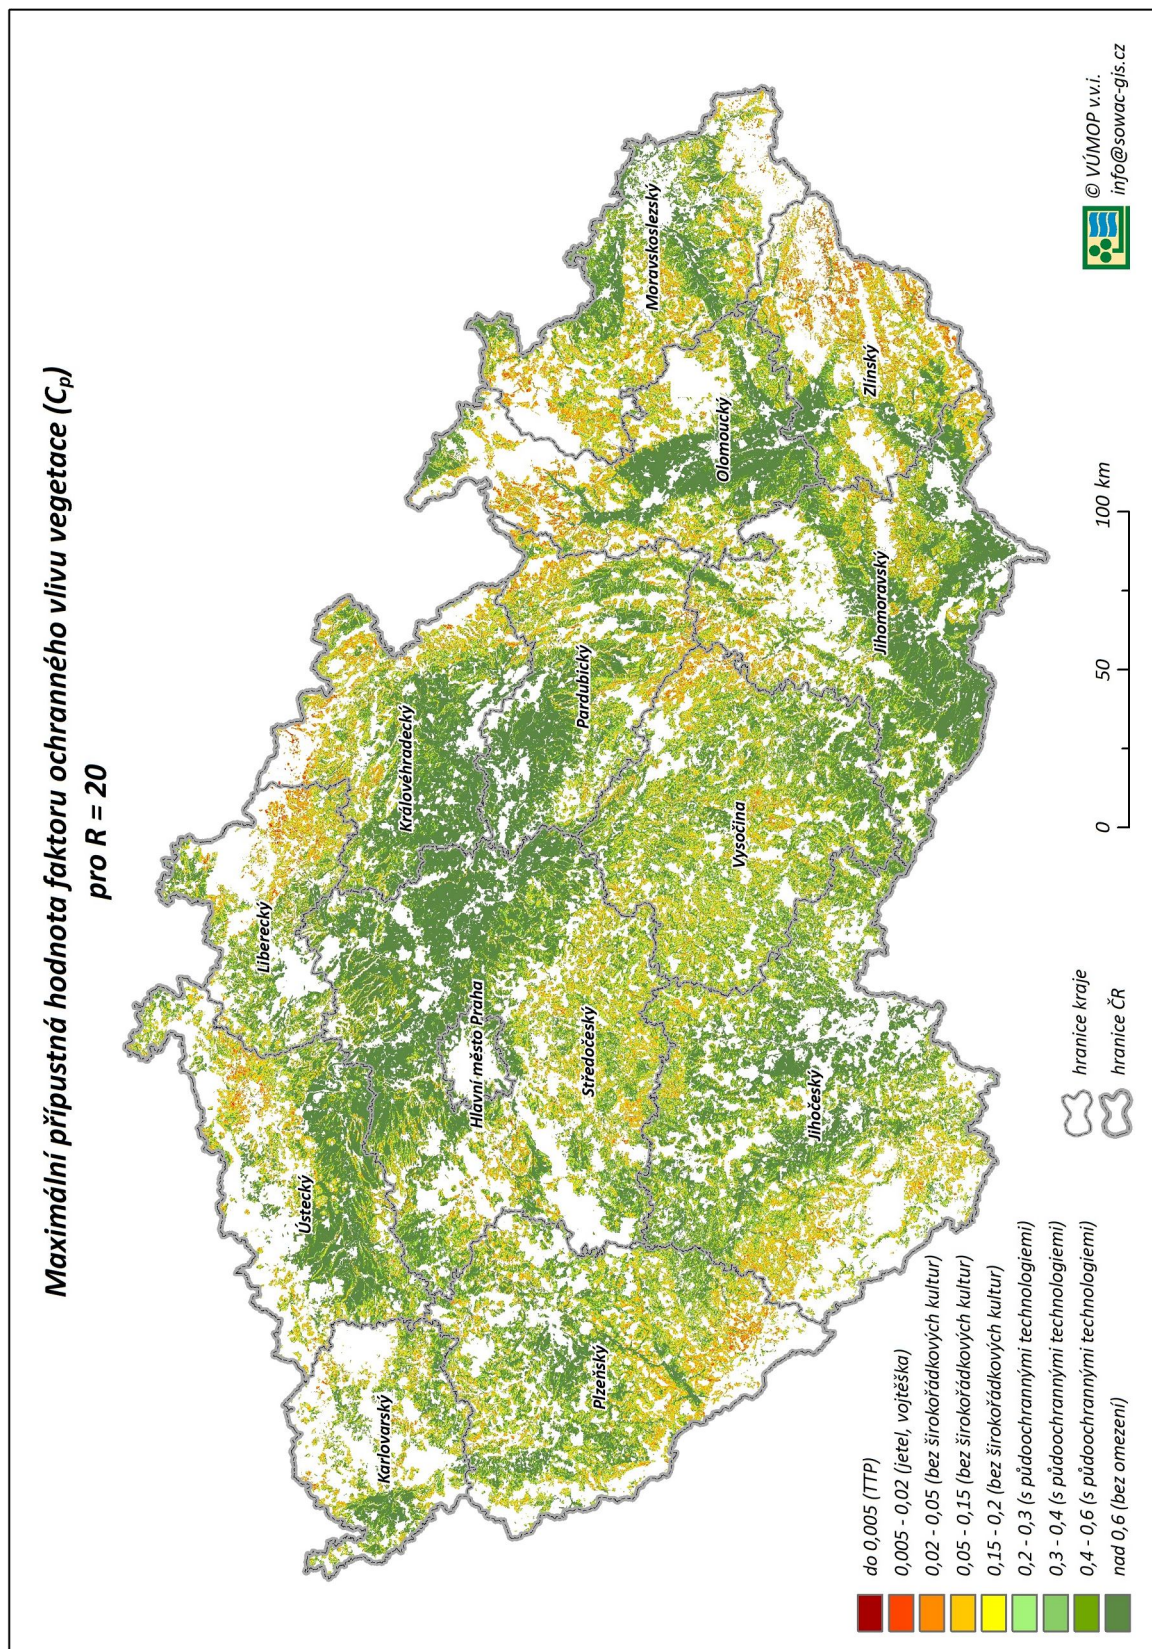 Maximální přípustná hodnota faktoru ochranného vlivu vegetace (Cp)
pro R = 20
Karlovarský
Ústecký
Liberecký
Královéhradecký
Hlavní město Praha
Středočeský
Plzeňský
Jihočeský
Pardubický
Vysočina
Olomoucký
Moravskoslezský
Jihomoravský
Zlínský
do 0,005 (TTP)
0,005 - 0,02 (jetel, vojtěška)
0,02 - 0,05 (bez širokořádkových kultur)
0,05 - 0,15 (bez širokořádkových kultur)
0,15 - 0,2 (bez širokořádkových kultur)
0,2 - 0,3 (s půdoochrannými technologiemi)
0,3 - 0,4 (s půdoochrannými technologiemi)
0,4 - 0,6 (s půdoochrannými technologiemi)
nad 0,6 (bez omezení)
hranice kraje
hranice ČR
0 50 100 km
© VÚMOP v.v.i.
info@sowac-gis.cz